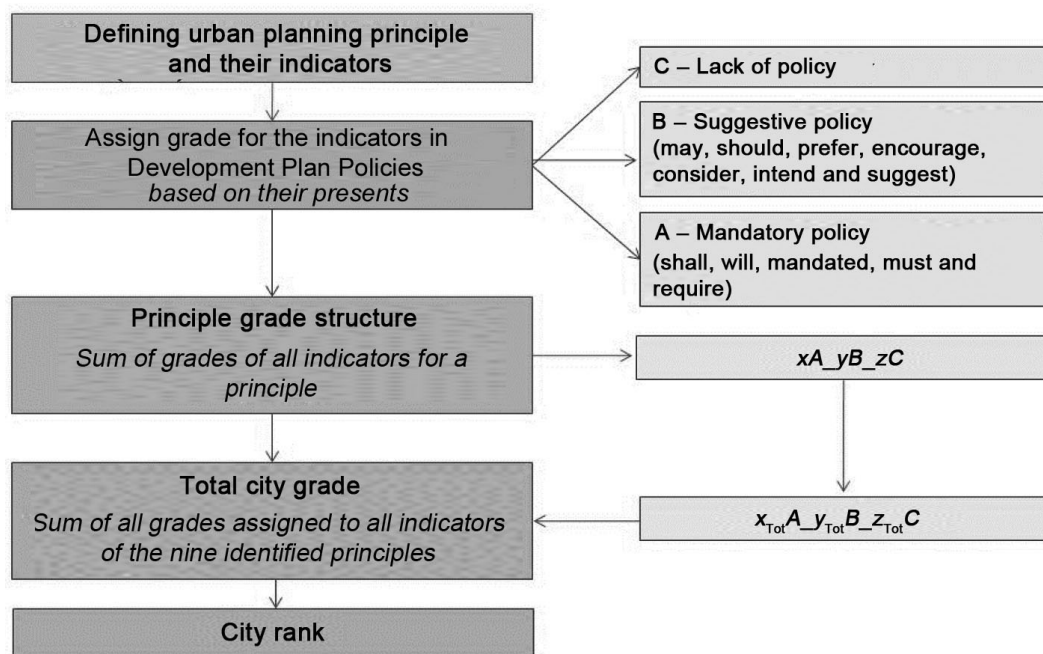 Defining urban planning principle
and their indicators
Assign grade for the indicators in
Development Plan Policies
based on their presents
C – Lack of policy
B – Suggestive policy
(may, should, prefer, encourage,
consider, intend and suggest)
A – Mandatory policy
(shall, will, mandated, must and
require)
Principle grade structure
Sum of grades of all indicators for a
principle
xA_yB_zC
Total city grade
Sum of all grades assigned to all indicators
of the nine identified principles
xTotA_yTotB_zTotC
City rank